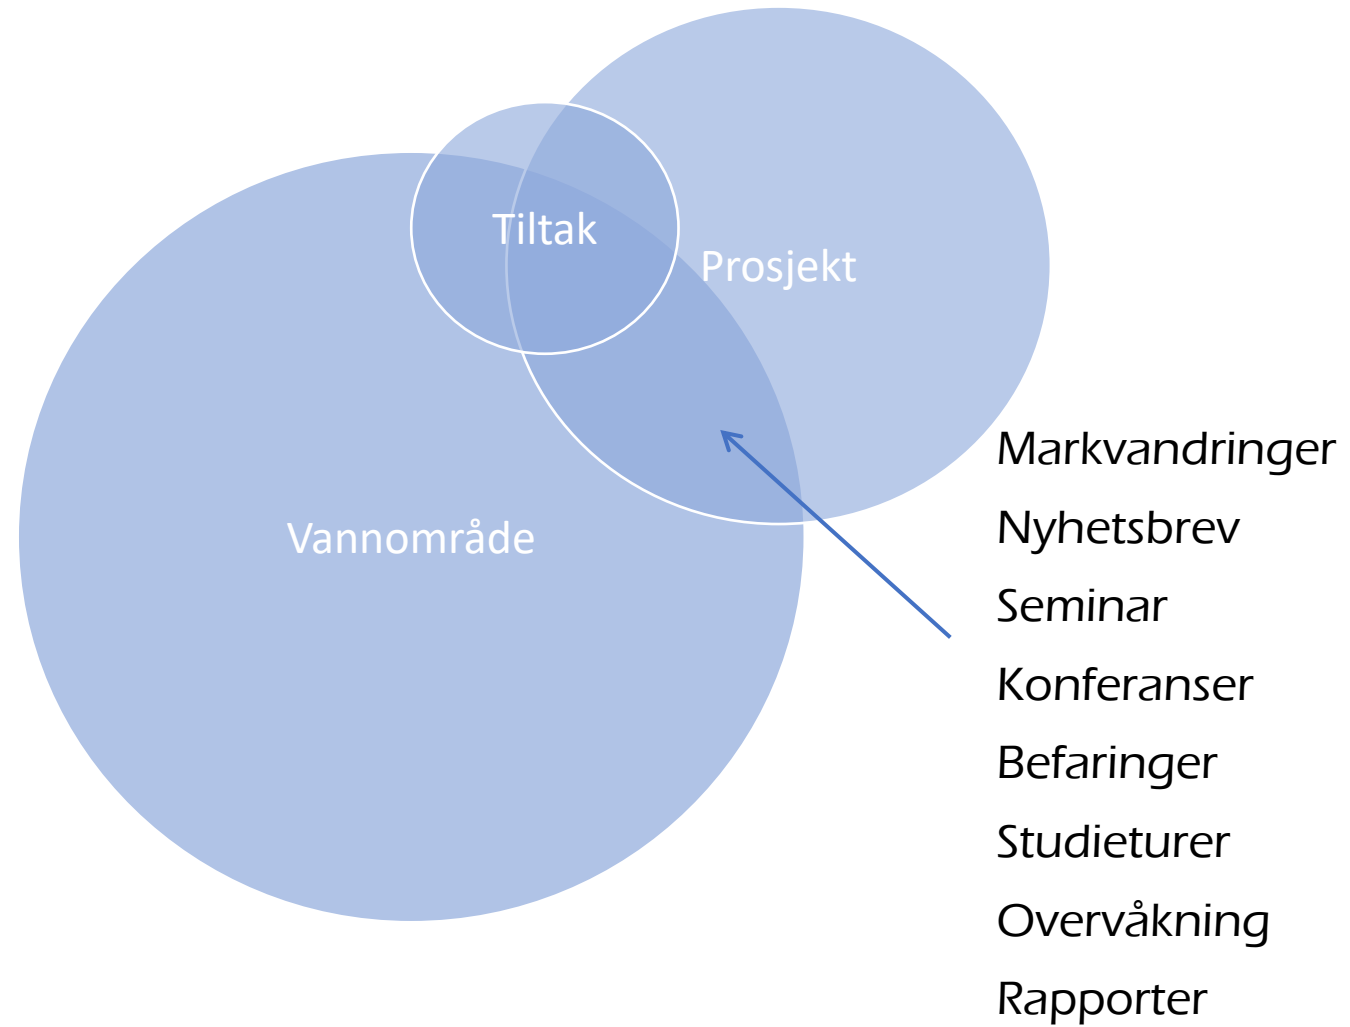 Tiltak
Prosjekt
Vannområde
Markvandringer
Nyhetsbrev
Seminar
Konferanser
Befaringer
Studieturer
Overvåkning
Rapporter